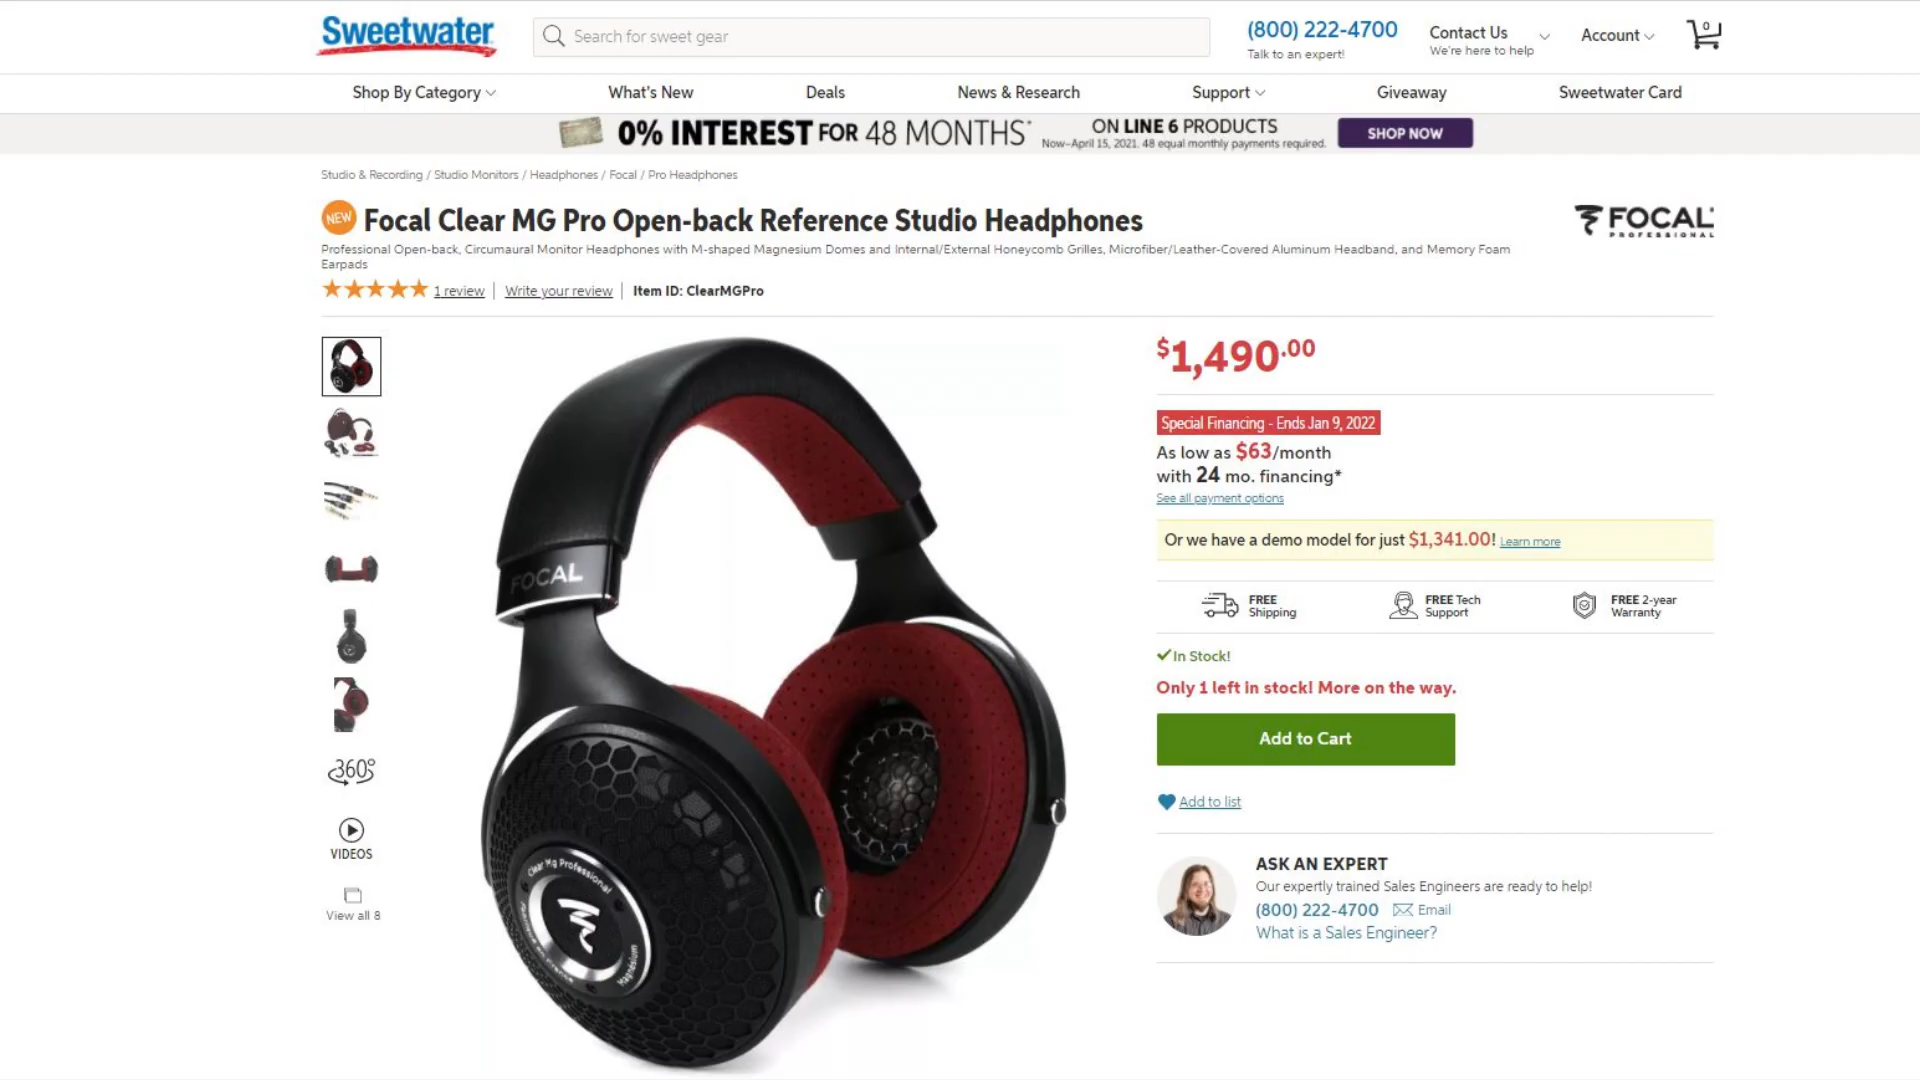 Sweetwater
Search for sweet gear
(800) 222-4700
Talk to an expert!
Contact Us
We're here to help
Account
0
Shop By Category
What's New
Deals
News & Research
Support
Giveaway
Sweetwater Card
0% INTEREST FOR 48 MONTHS*
ON LINE 6 PRODUCTS
Now–April 15, 2021. 48 equal monthly payments required.
SHOP NOW
Studio & Recording / Studio Monitors / Headphones / Focal / Pro Headphones
NEW
Focal Clear MG Pro Open-back Reference Studio Headphones
FOCAL
PROFESSIONAL
Professional Open-back, Circumaural Monitor Headphones with M-shaped Magnesium Domes and Internal/External Honeycomb Grilles, Microfiber/Leather-Covered Aluminum Headband, and Memory Foam
Earpads
1 review | Write your review | Item ID: ClearMGPro
360°
VIDEOS
View all 8
FOCAL
Clear Mg Professional
Magnésium
$1,490.00
Special Financing - Ends Jan 9, 2022
As low as $63/month
with 24 mo. financing*
See all payment options
Or we have a demo model for just $1,341.00! Learn more
FREE
Shipping
FREE Tech
Support
FREE 2-year
Warranty
In Stock!
Only 1 left in stock! More on the way.
Add to Cart
Add to list
ASK AN EXPERT
Our expertly trained Sales Engineers are ready to help!
(800) 222-4700 Email
What is a Sales Engineer?